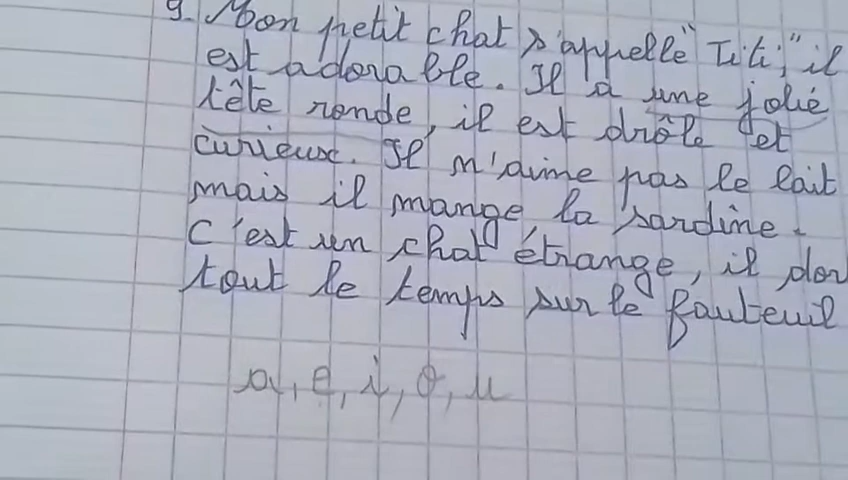 9. Mon petit chat s'appelle "Titi", il
est adorable. Il a une jolie
tête ronde, il est drôle et
curieux. Il n'aime pas le lait
mais il mange la sardine.
C'est un chat étrange, il dor
tout le temps sur le fauteuil
a, e, i, o, u